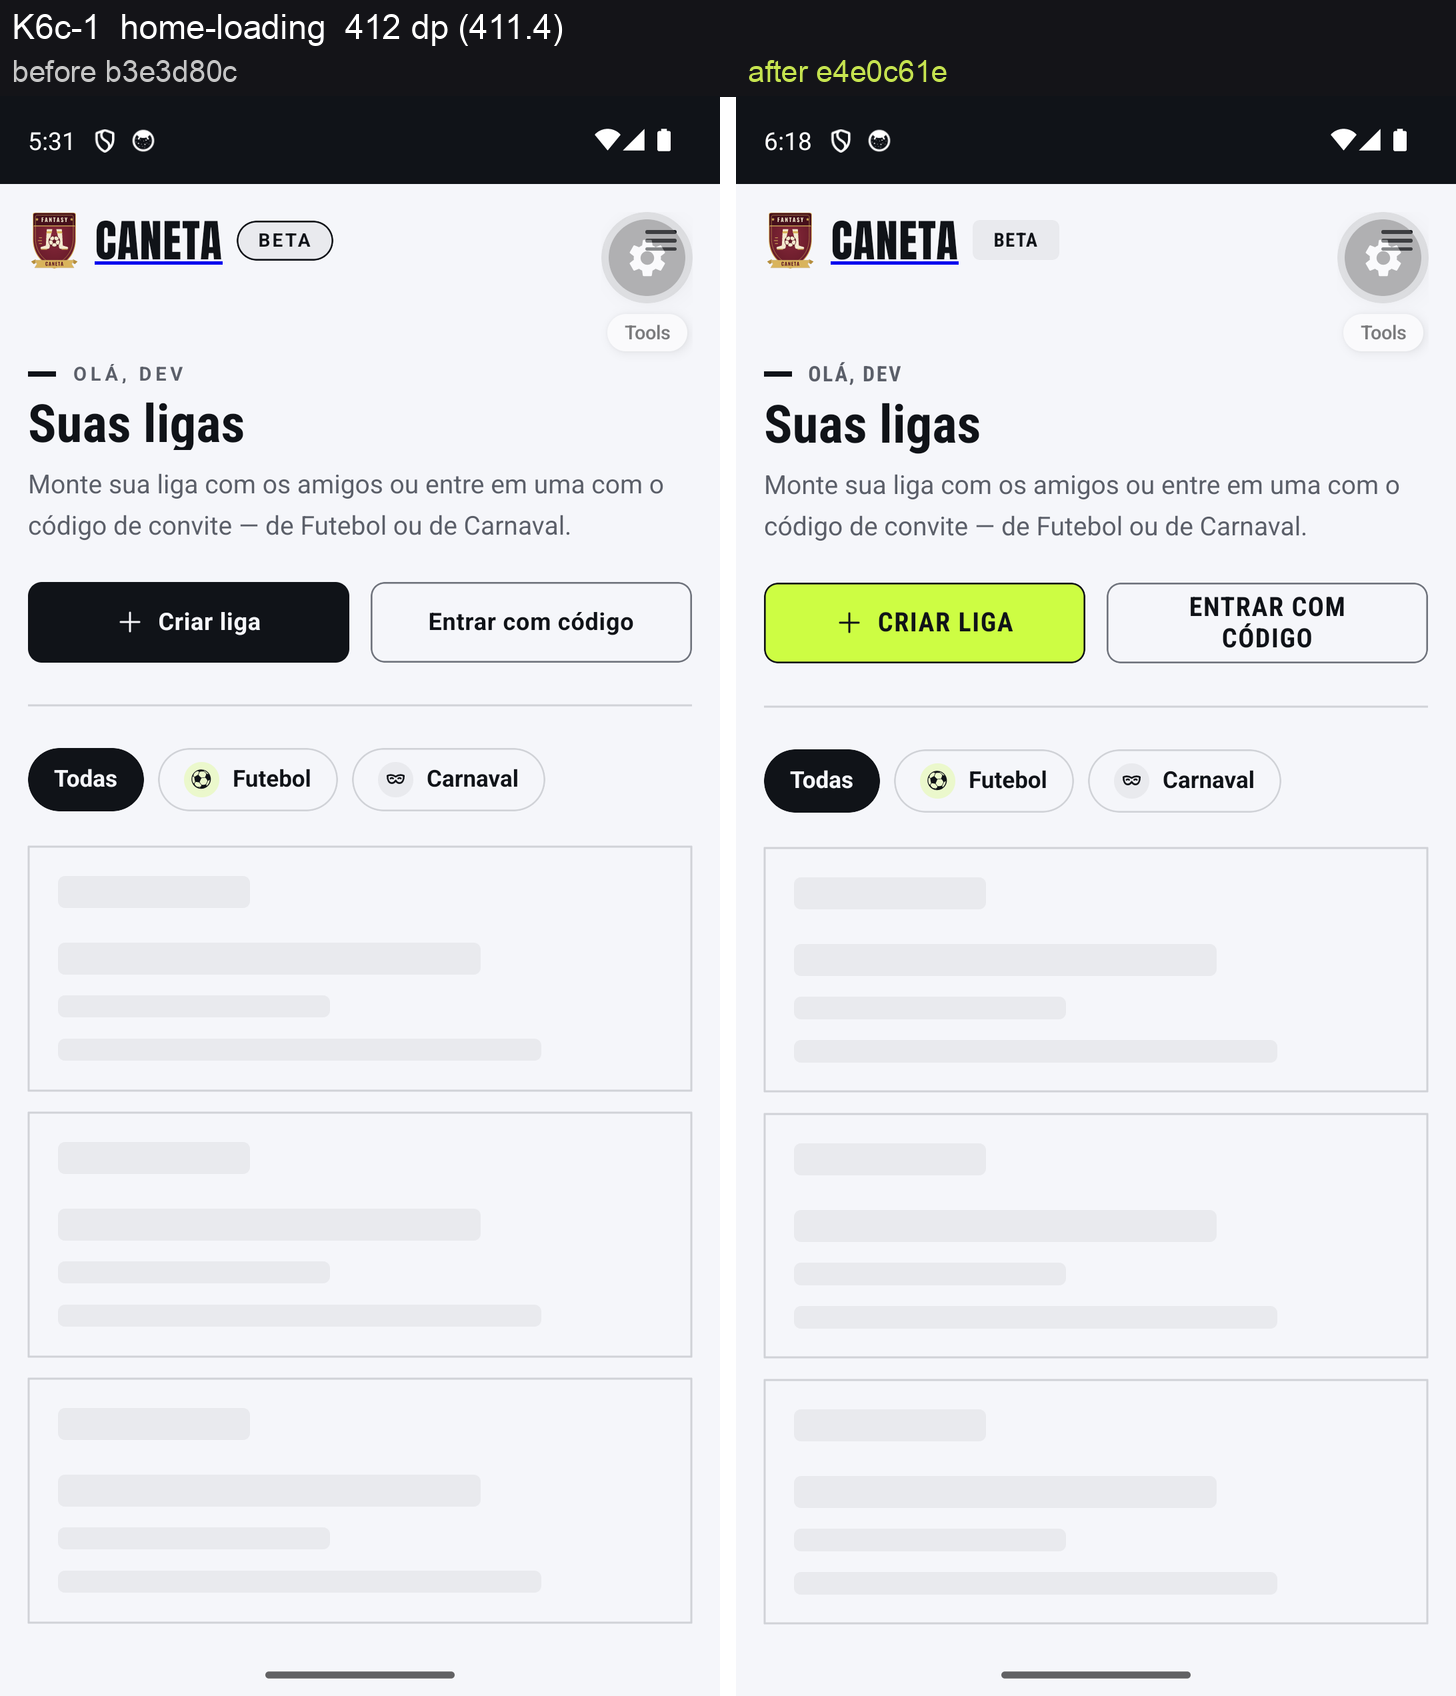 K6c-1  home-loading  412 dp (411.4)
before b3e3d80c
after e4e0c61e
5:31
FANTASY
CANETA
CANETA
BETA
Tools
OLÁ, DEV
Suas ligas
Monte sua liga com os amigos ou entre em uma com o
código de convite — de Futebol ou de Carnaval.
Criar liga
Entrar com código
Todas
Futebol
Carnaval
6:18
FANTASY
CANETA
CANETA
BETA
Tools
OLÁ, DEV
Suas ligas
Monte sua liga com os amigos ou entre em uma com o
código de convite — de Futebol ou de Carnaval.
CRIAR LIGA
ENTRAR COM
CÓDIGO
Todas
Futebol
Carnaval